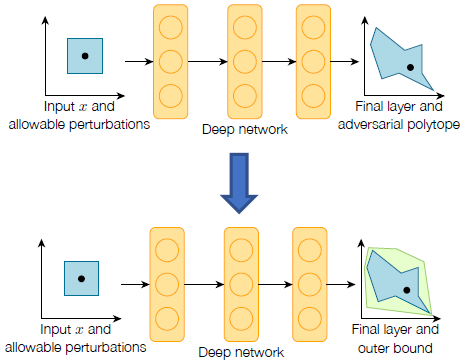 Input x and
allowable perturbations
Deep network
Final layer and
adversarial polytope
Input x and
allowable perturbations
Deep network
Final layer and
outer bound